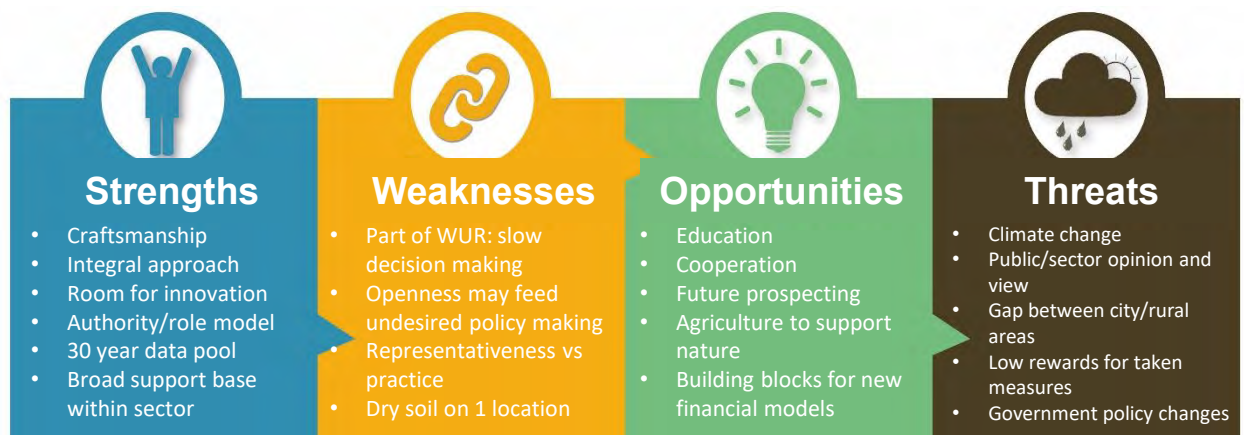 Strengths
• Craftsmanship
• Integral approach
• Room for innovation
• Authority/role model
• 30 year data pool
• Broad support base
within sector
Weaknesses
• Part of WUR: slow
decision making
• Openness may feed
undesired policy making
• Representativeness vs
practice
• Dry soil on 1 location
Opportunities
• Education
• Cooperation
• Future prospecting
• Agriculture to support
nature
• Building blocks for new
financial models
Threats
• Climate change
• Public/sector opinion and
view
• Gap between city/rural
areas
• Low rewards for taken
measures
• Government policy changes